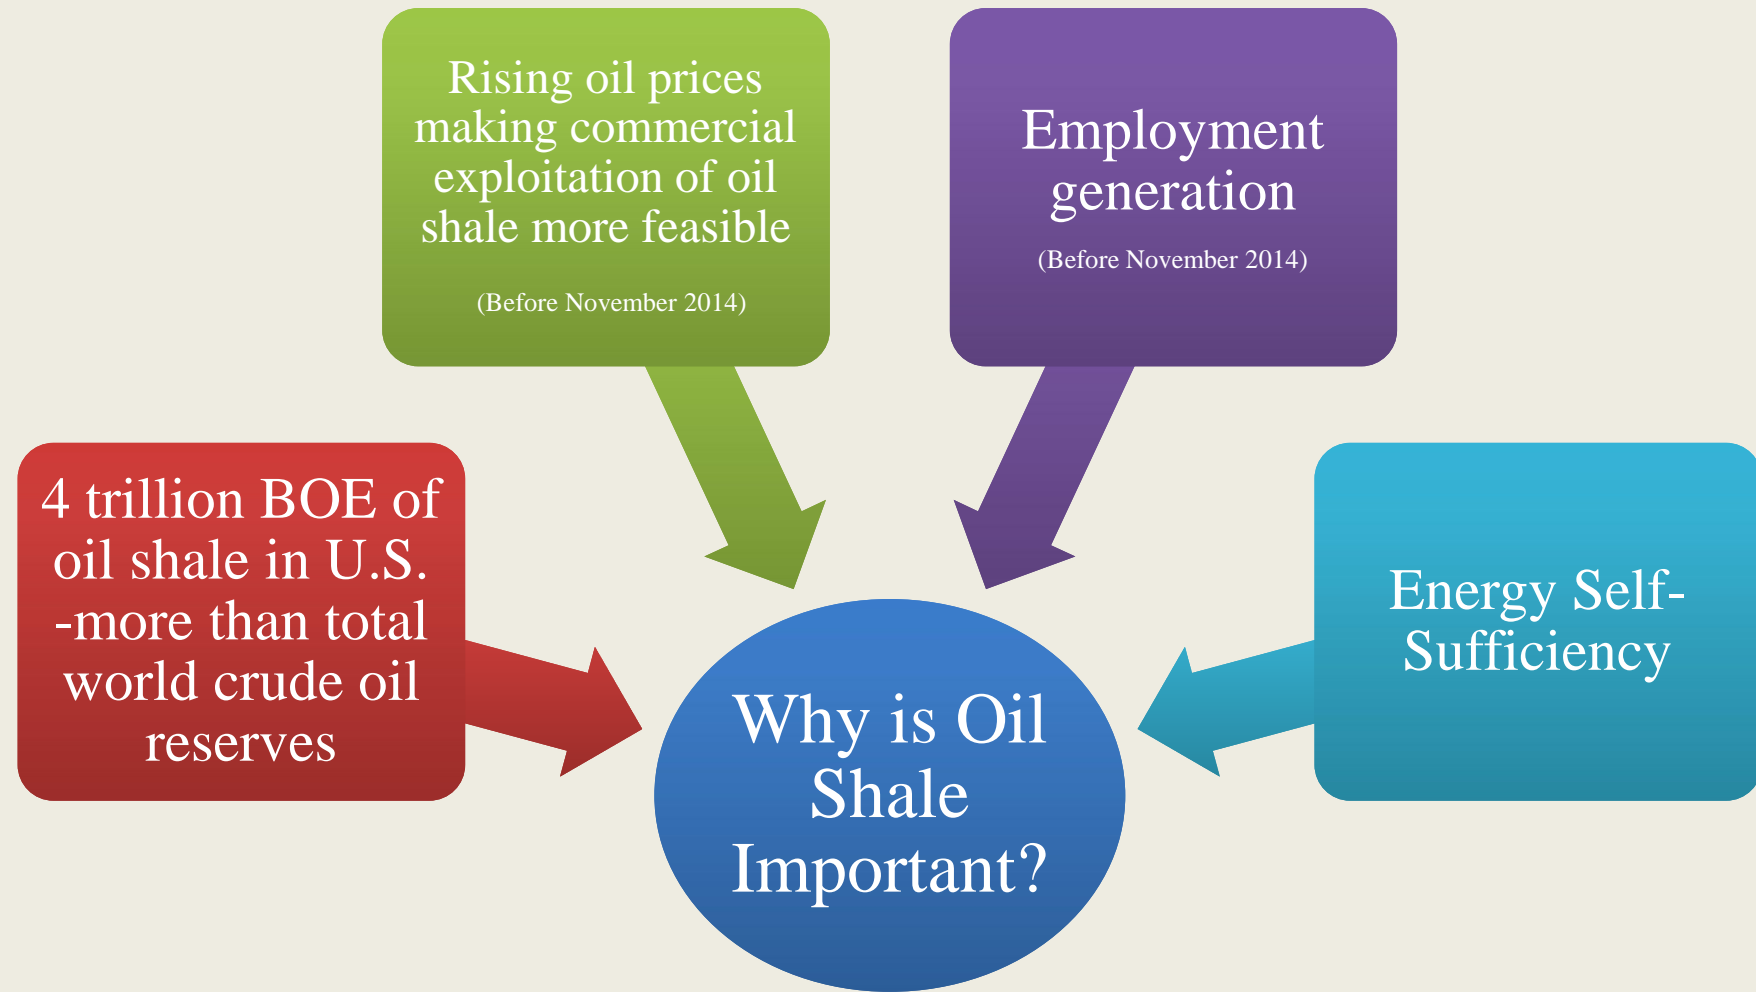 Rising oil prices
making commercial
exploitation of oil
shale more feasible
(Before November 2014)
Employment
generation
(Before November 2014)
4 trillion BOE of
oil shale in U.S.
-more than total
world crude oil
reserves
Energy Self-
Sufficiency
Why is Oil
Shale
Important?